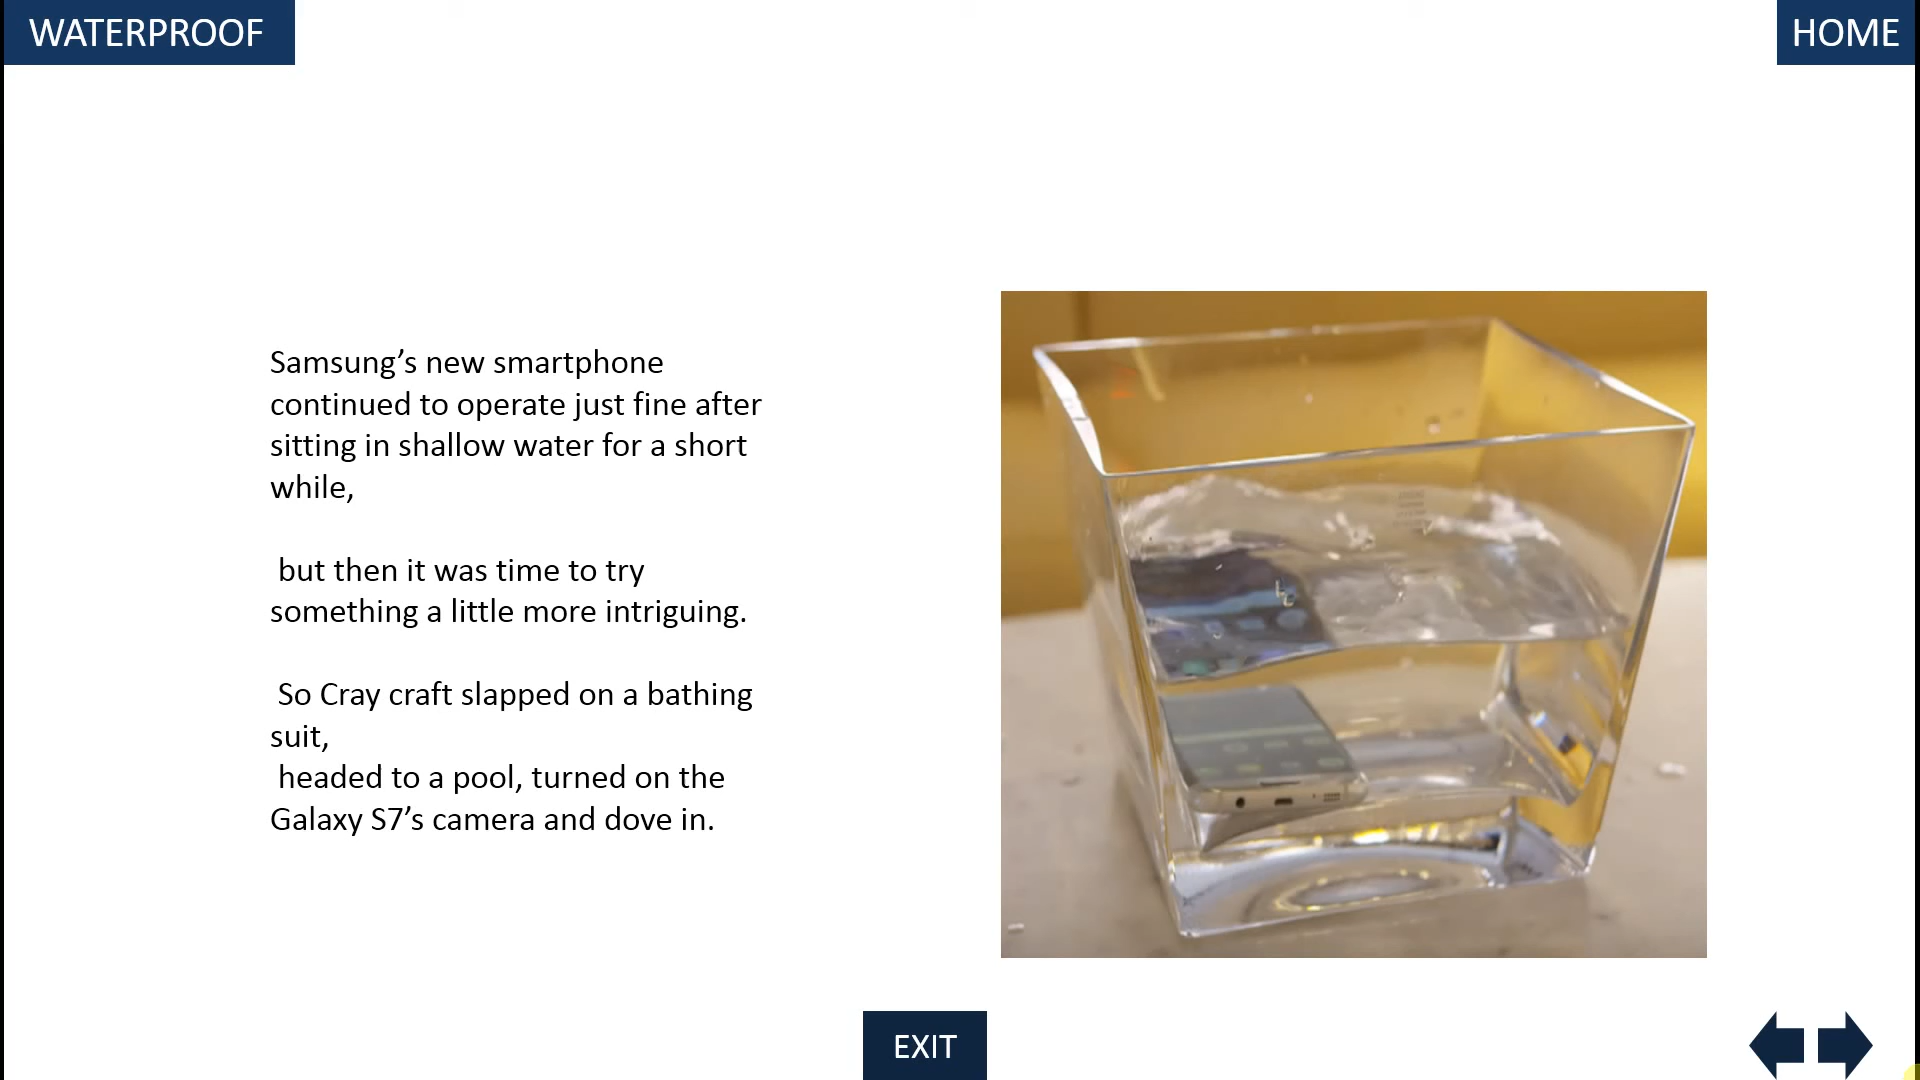 WATERPROOF
HOME
Samsung’s new smartphone
continued to operate just fine after
sitting in shallow water for a short
while,
but then it was time to try
something a little more intriguing.
So Cray craft slapped on a bathing
suit,
headed to a pool, turned on the
Galaxy S7’s camera and dove in.
EXIT